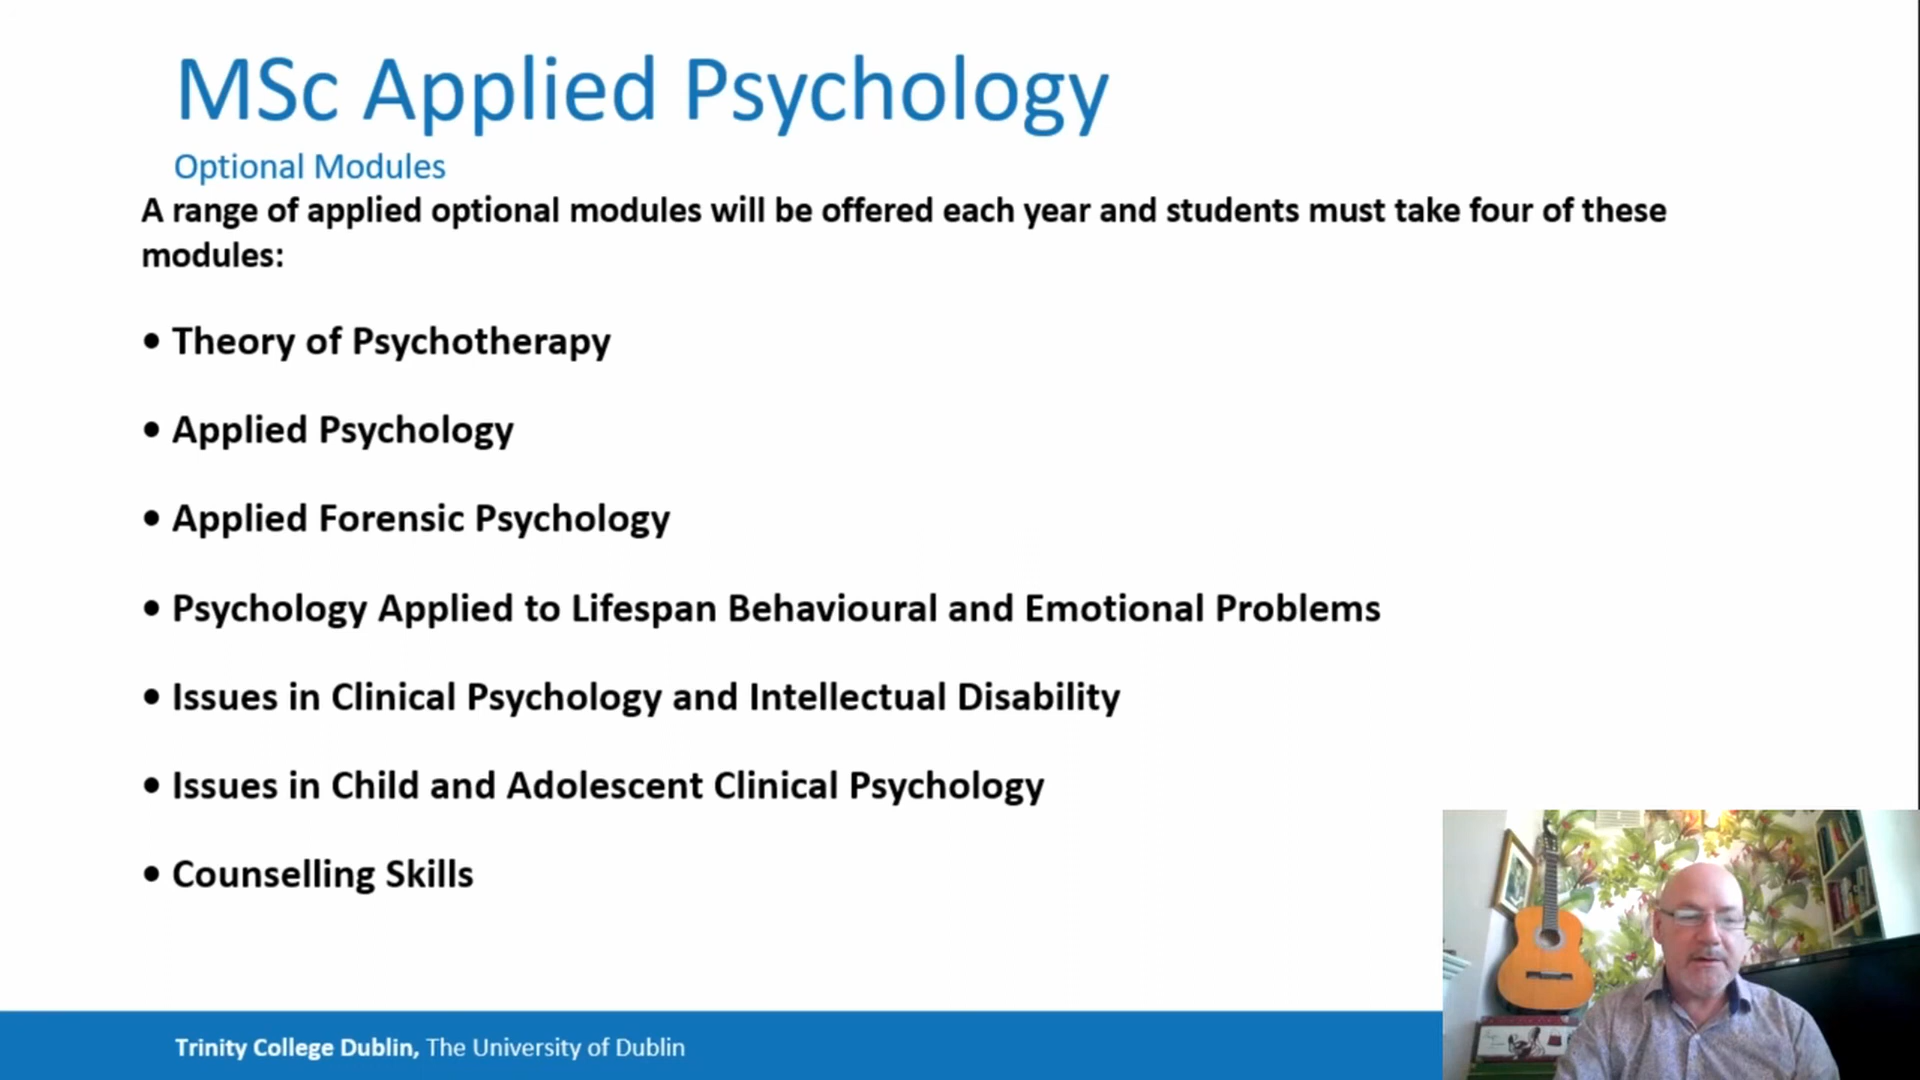 MSc Applied Psychology
Optional Modules
A range of applied optional modules will be offered each year and students must take four of these
modules:
• Theory of Psychotherapy
• Applied Psychology
• Applied Forensic Psychology
• Psychology Applied to Lifespan Behavioural and Emotional Problems
• Issues in Clinical Psychology and Intellectual Disability
• Issues in Child and Adolescent Clinical Psychology
• Counselling Skills
Trinity College Dublin, The University of Dublin